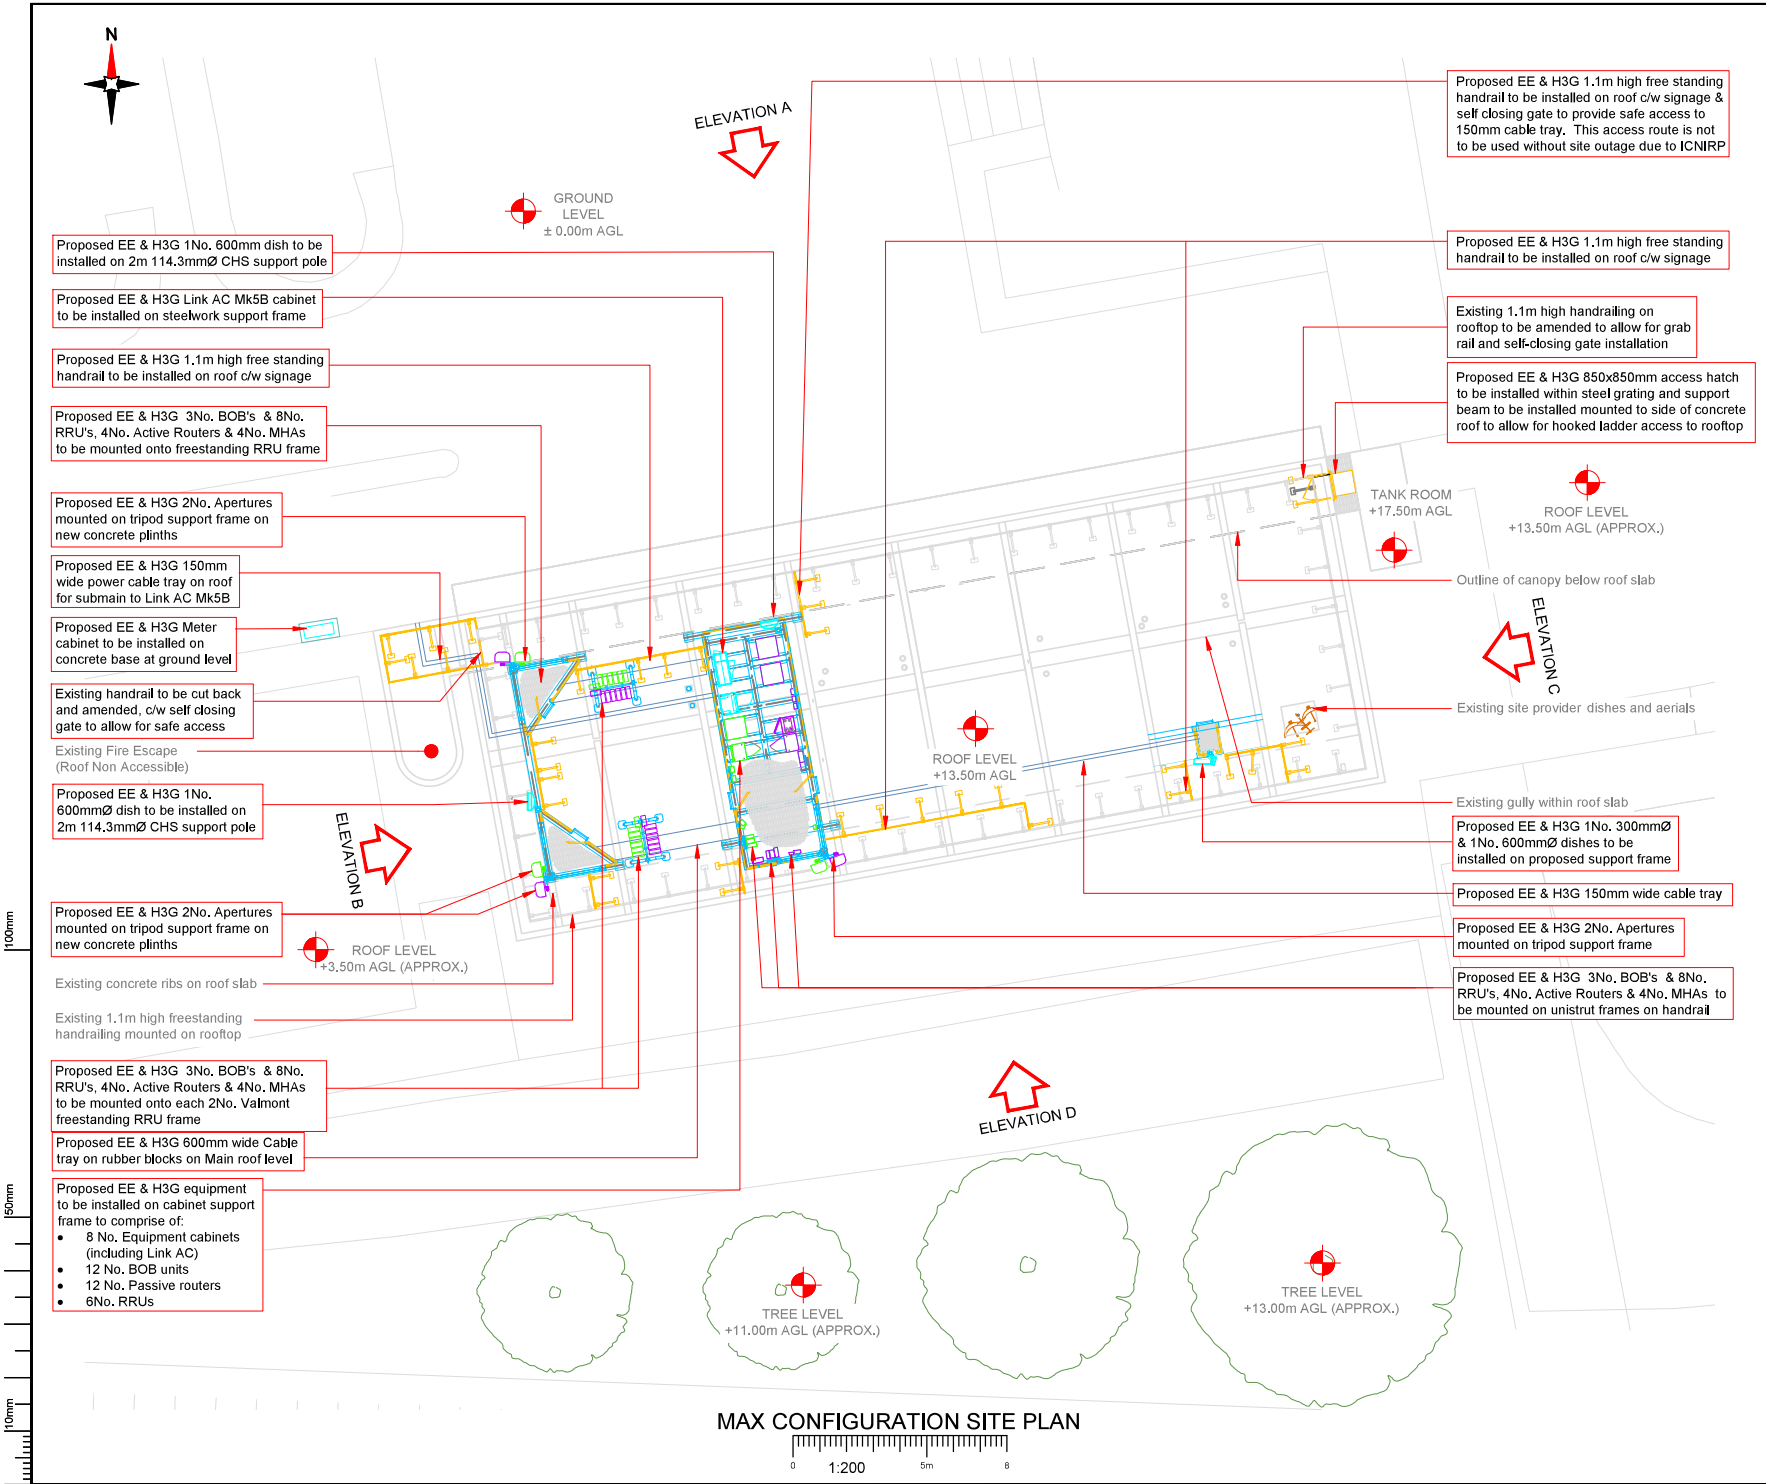 N
ELEVATION A
GROUND
LEVEL
± 0.00m AGL
Proposed EE & H3G 1No. 600mm dish to be
installed on 2m 114.3mmØ CHS support pole
Proposed EE & H3G Link AC Mk5B cabinet
to be installed on steelwork support frame
Proposed EE & H3G 1.1m high free standing
handrail to be installed on roof c/w signage
Proposed EE & H3G  3No. BOB's  & 8No.
RRU's, 4No. Active Routers & 4No. MHAs
to be mounted onto freestanding RRU frame
Proposed EE & H3G 2No. Apertures
mounted on tripod support frame on
new concrete plinths
Proposed EE & H3G 150mm
wide power cable tray on roof
for submain to Link AC Mk5B
Proposed EE & H3G Meter
cabinet to be installed on
concrete base at ground level
Existing handrail to be cut back
and amended, c/w self closing
gate to allow for safe access
Existing Fire Escape
(Roof Non Accessible)
Proposed EE & H3G 1No.
600mmØ dish to be installed on
2m 114.3mmØ CHS support pole
ELEVATION B
Proposed EE & H3G 2No. Apertures
mounted on tripod support frame on
new concrete plinths
ROOF LEVEL
+3.50m AGL (APPROX.)
Existing concrete ribs on roof slab
Existing 1.1m high freestanding
handrailing mounted on rooftop
Proposed EE & H3G  3No. BOB's  & 8No.
RRU's, 4No. Active Routers & 4No. MHAs
to be mounted onto each 2No. Valmont
freestanding RRU frame
Proposed EE & H3G 600mm wide Cable
tray on rubber blocks on Main roof level
Proposed EE & H3G equipment
to be installed on cabinet support
frame to comprise of:
• 8 No. Equipment cabinets
(including Link AC)
• 12 No. BOB units
• 12 No. Passive routers
• 6No. RRUs
Proposed EE & H3G 1.1m high free standing
handrail to be installed on roof c/w signage &
self closing gate to provide safe access to
150mm cable tray.  This access route is not
to be used without site outage due to ICNIRP
Proposed EE & H3G 1.1m high free standing
handrail to be installed on roof c/w signage
Existing 1.1m high handrailing on
rooftop to be amended to allow for grab
rail and self-closing gate installation
Proposed EE & H3G 850x850mm access hatch
to be installed within steel grating and support
beam to be installed mounted to side of concrete
roof to allow for hooked ladder access to rooftop
TANK ROOM
+17.50m AGL
ROOF LEVEL
+13.50m AGL (APPROX.)
Outline of canopy below roof slab
ELEVATION C
Existing site provider dishes and aerials
ROOF LEVEL
+13.50m AGL
Existing gully within roof slab
Proposed EE & H3G 1No. 300mmØ
& 1No. 600mmØ dishes to be
installed on proposed support frame
Proposed EE & H3G 150mm wide cable tray
Proposed EE & H3G 2No. Apertures
mounted on tripod support frame
Proposed EE & H3G  3No. BOB's  & 8No.
RRU's, 4No. Active Routers & 4No. MHAs  to
be mounted on unistrut frames on handrail
ELEVATION D
TREE LEVEL
+11.00m AGL (APPROX.)
TREE LEVEL
+13.00m AGL (APPROX.)
100mm
50mm
10mm
MAX CONFIGURATION SITE PLAN
0 1:200 5m 8